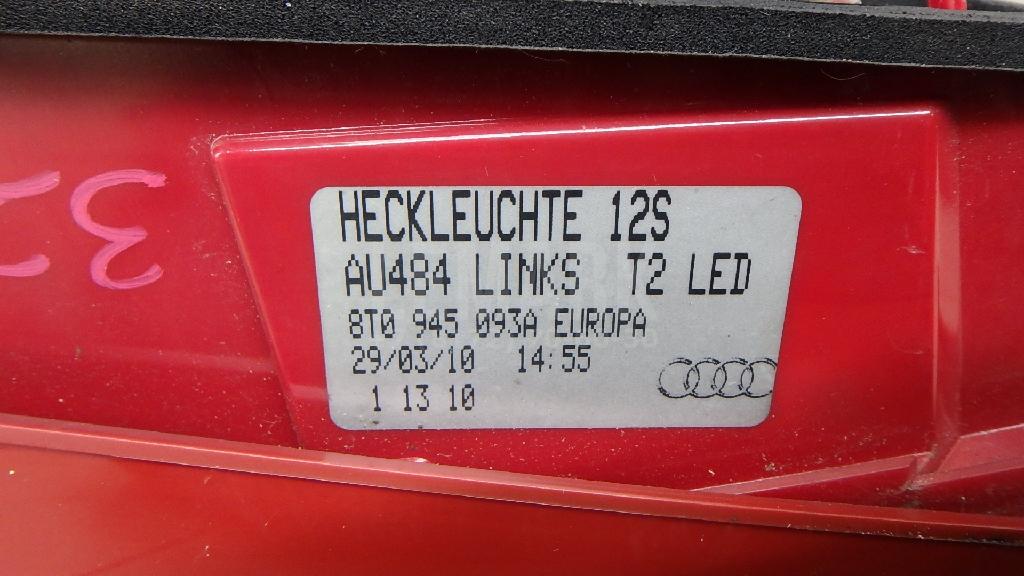 HECKLEUCHTE 12S
AU484 LINKS T2 LED
8T0 945 093A EUROPA
29/03/10 14:55
1 13 10